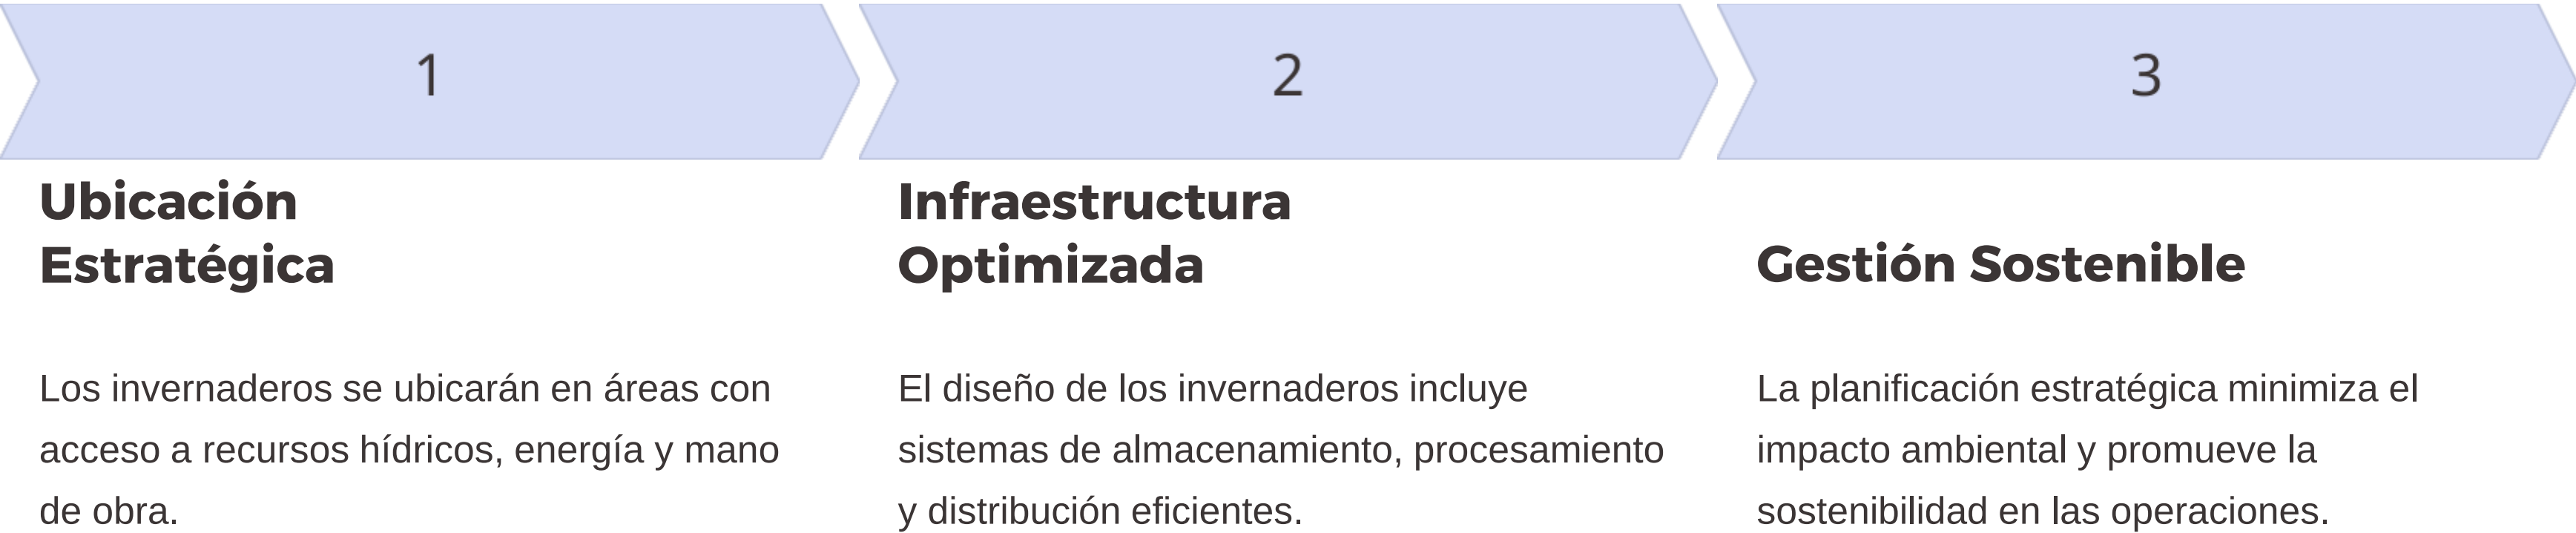 1
Ubicación
Estratégica
Los invernaderos se ubicarán en áreas con
acceso a recursos hídricos, energía y mano
de obra.
2
Infraestructura
Optimizada
El diseño de los invernaderos incluye
sistemas de almacenamiento, procesamiento
y distribución eficientes.
3
Gestión Sostenible
La planificación estratégica minimiza el
impacto ambiental y promueve la
sostenibilidad en las operaciones.